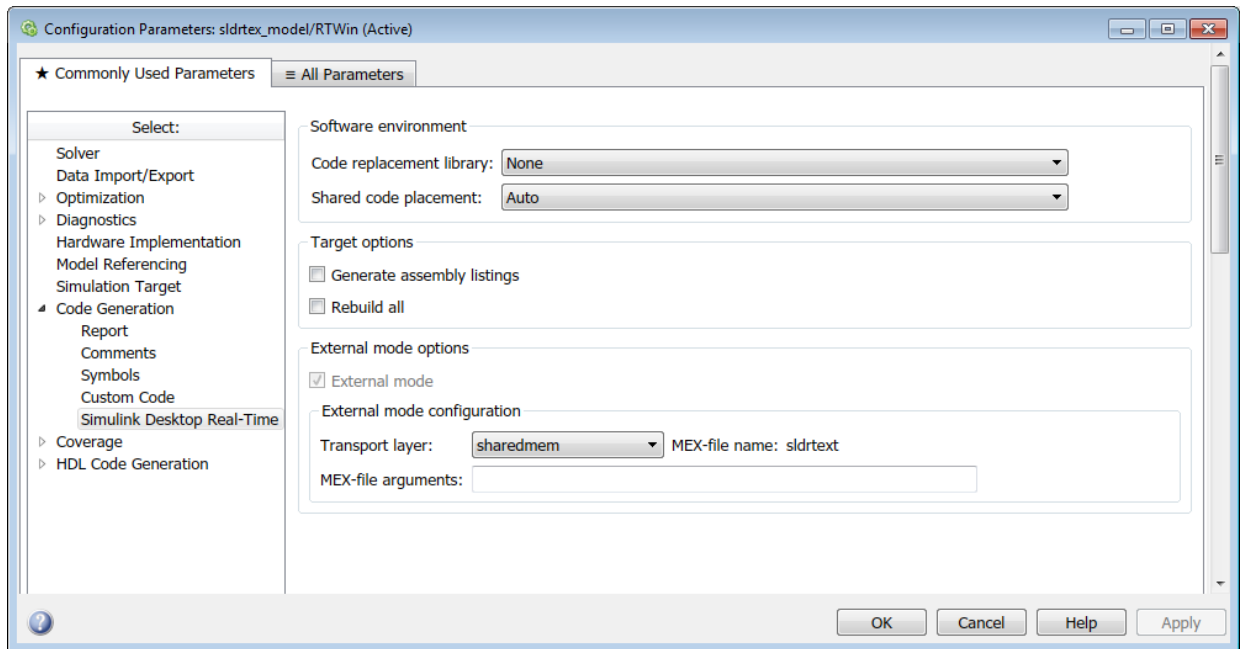 Configuration Parameters: sldrtex_model/RTWin (Active)
★ Commonly Used Parameters
≡ All Parameters
Select:
Solver
Data Import/Export
Optimization
Diagnostics
Hardware Implementation
Model Referencing
Simulation Target
Code Generation
Report
Comments
Symbols
Custom Code
Simulink Desktop Real-Time
Coverage
HDL Code Generation
Software environment
Code replacement library: None
Shared code placement: Auto
Target options
Generate assembly listings
Rebuild all
External mode options
External mode
External mode configuration
Transport layer: sharedmem MEX-file name: sldrtext
MEX-file arguments:
OK Cancel Help Apply